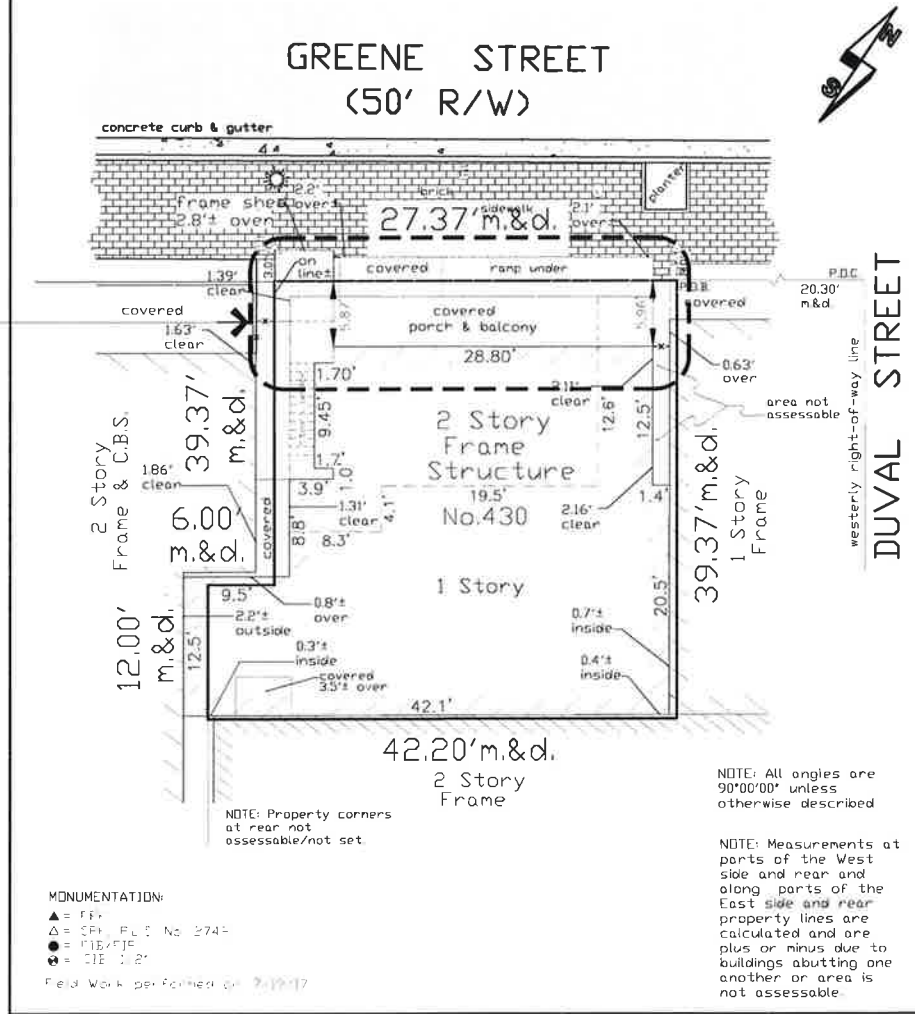 GREENE STREET
(50' R/W)
N
S
concrete curb & gutter
4
planter
brick
sidewalk
frame shed
2.8'± over
2.2'
over±
27.37'm.&d.
2.1'
over
3.0'
on
line±
covered
ramp under
1.39'
clear
P.O.B.
covered
P.O.C.
20.30'
m&d
covered
1.63'
clear
5.8'
covered
porch & balcony
5.96'
28.80'
0.63'
over
1.70'
clear
area not
assessable
westerly right-of-way line
DUVAL STREET
9.45'
12.6'
12.5'
2 Story
Frame
Structure
No.430
39.37'
m.&d.
2 Story
Frame & C.B.S.
1.86'
clear
1.7'
1.0'
3.9'
1.31'
clear
4.1'
19.5'
2.16'
clear
1.4'
39.37'm.&d.
1 Story
Frame
6.00'
m.&d.
covered
8.8'
8.3'
1 Story
9.5'
0.8'±
over
20.5'
12.00'
m.&d.
12.5'
2.2'±
outside
0.3'±
inside
covered
3.5'± over
0.7'±
inside
0.4'±
inside
42.1'
42.20'm.&d.
2 Story
Frame
NOTE: Property corners
at rear not
assessable/not set.
NOTE: All angles are
90°00'00" unless
otherwise described
NOTE: Measurements at
parts of the West
side and rear and
along parts of the
East side and rear
property lines are
calculated and are
plus or minus due to
buildings abutting one
another or area is
not assessable.
MONUMENTATION:
▲ =
△ = No.
● =
=
Field Work performed on